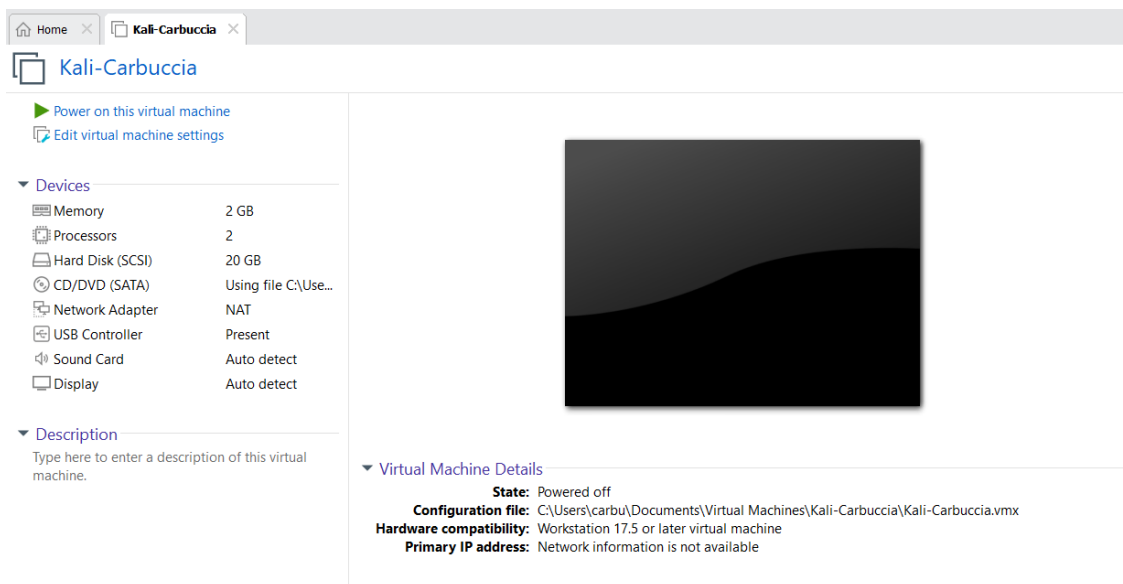 Home
Kali-Carbuccia
Kali-Carbuccia
Power on this virtual machine
Edit virtual machine settings
Devices
Memory 2 GB
Processors 2
Hard Disk (SCSI) 20 GB
CD/DVD (SATA) Using file C:\Use...
Network Adapter NAT
USB Controller Present
Sound Card Auto detect
Display Auto detect
Description
Type here to enter a description of this virtual
machine.
Virtual Machine Details
State: Powered off
Configuration file: C:\Users\carbu\Documents\Virtual Machines\Kali-Carbuccia\Kali-Carbuccia.vmx
Hardware compatibility: Workstation 17.5 or later virtual machine
Primary IP address: Network information is not available